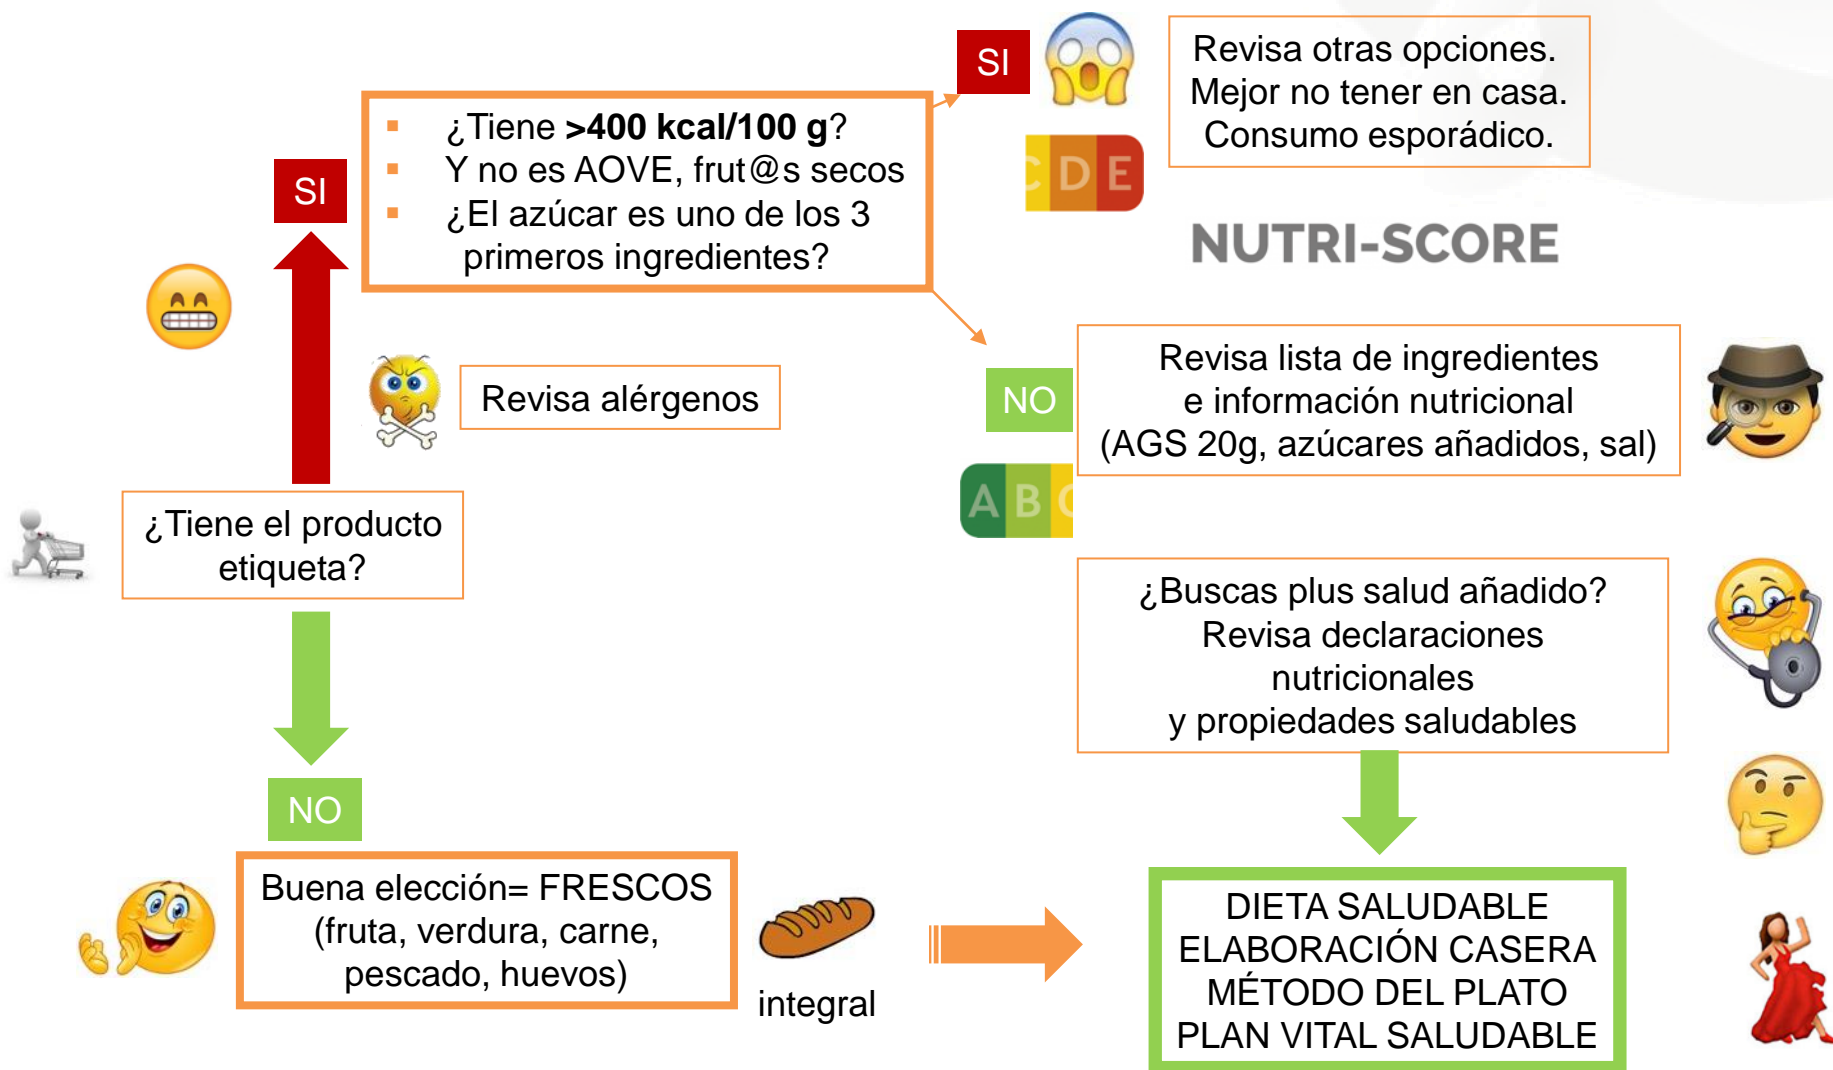 SI
Revisa otras opciones.
Mejor no tener en casa.
Consumo esporádico.
¿Tiene >400 kcal/100 g?
Y no es AOVE, frut@s secos
¿El azúcar es uno de los 3
primeros ingredientes?
SI
C D E
NUTRI-SCORE
Revisa alérgenos
NO
Revisa lista de ingredientes
e información nutricional
(AGS 20g, azúcares añadidos, sal)
A B C
¿Tiene el producto
etiqueta?
¿Buscas plus salud añadido?
Revisa declaraciones
nutricionales
y propiedades saludables
NO
Buena elección= FRESCOS
(fruta, verdura, carne,
pescado, huevos)
integral
DIETA SALUDABLE
ELABORACIÓN CASERA
MÉTODO DEL PLATO
PLAN VITAL SALUDABLE